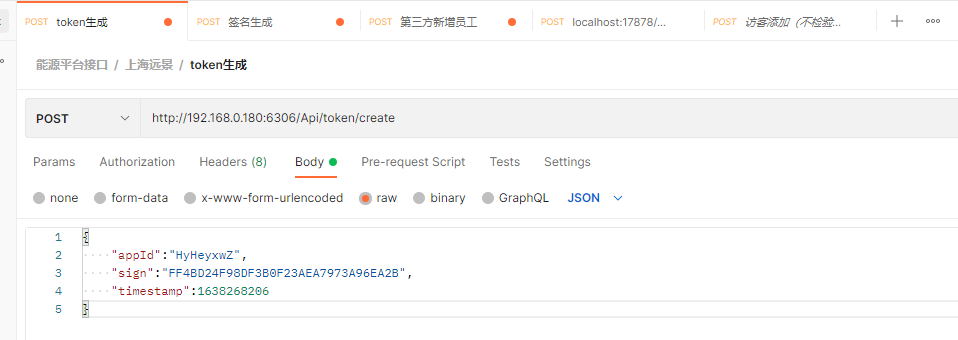 POST token生成 POST 签名生成 POST 第三方新增员工 POST localhost:17878/... POST 访客添加（不检验...
能源平台接口 / 上海远景 / token生成
POST http://192.168.0.180:6306/Api/token/create
Params Authorization Headers (8) Body Pre-request Script Tests Settings
none form-data x-www-form-urlencoded raw binary GraphQL JSON
1 {
2 "appId":"HyHeyxwZ",
3 "sign":"FF4BD24F98DF3B0F23AEA7973A96EA2B",
4 "timestamp":1638268206
5 }